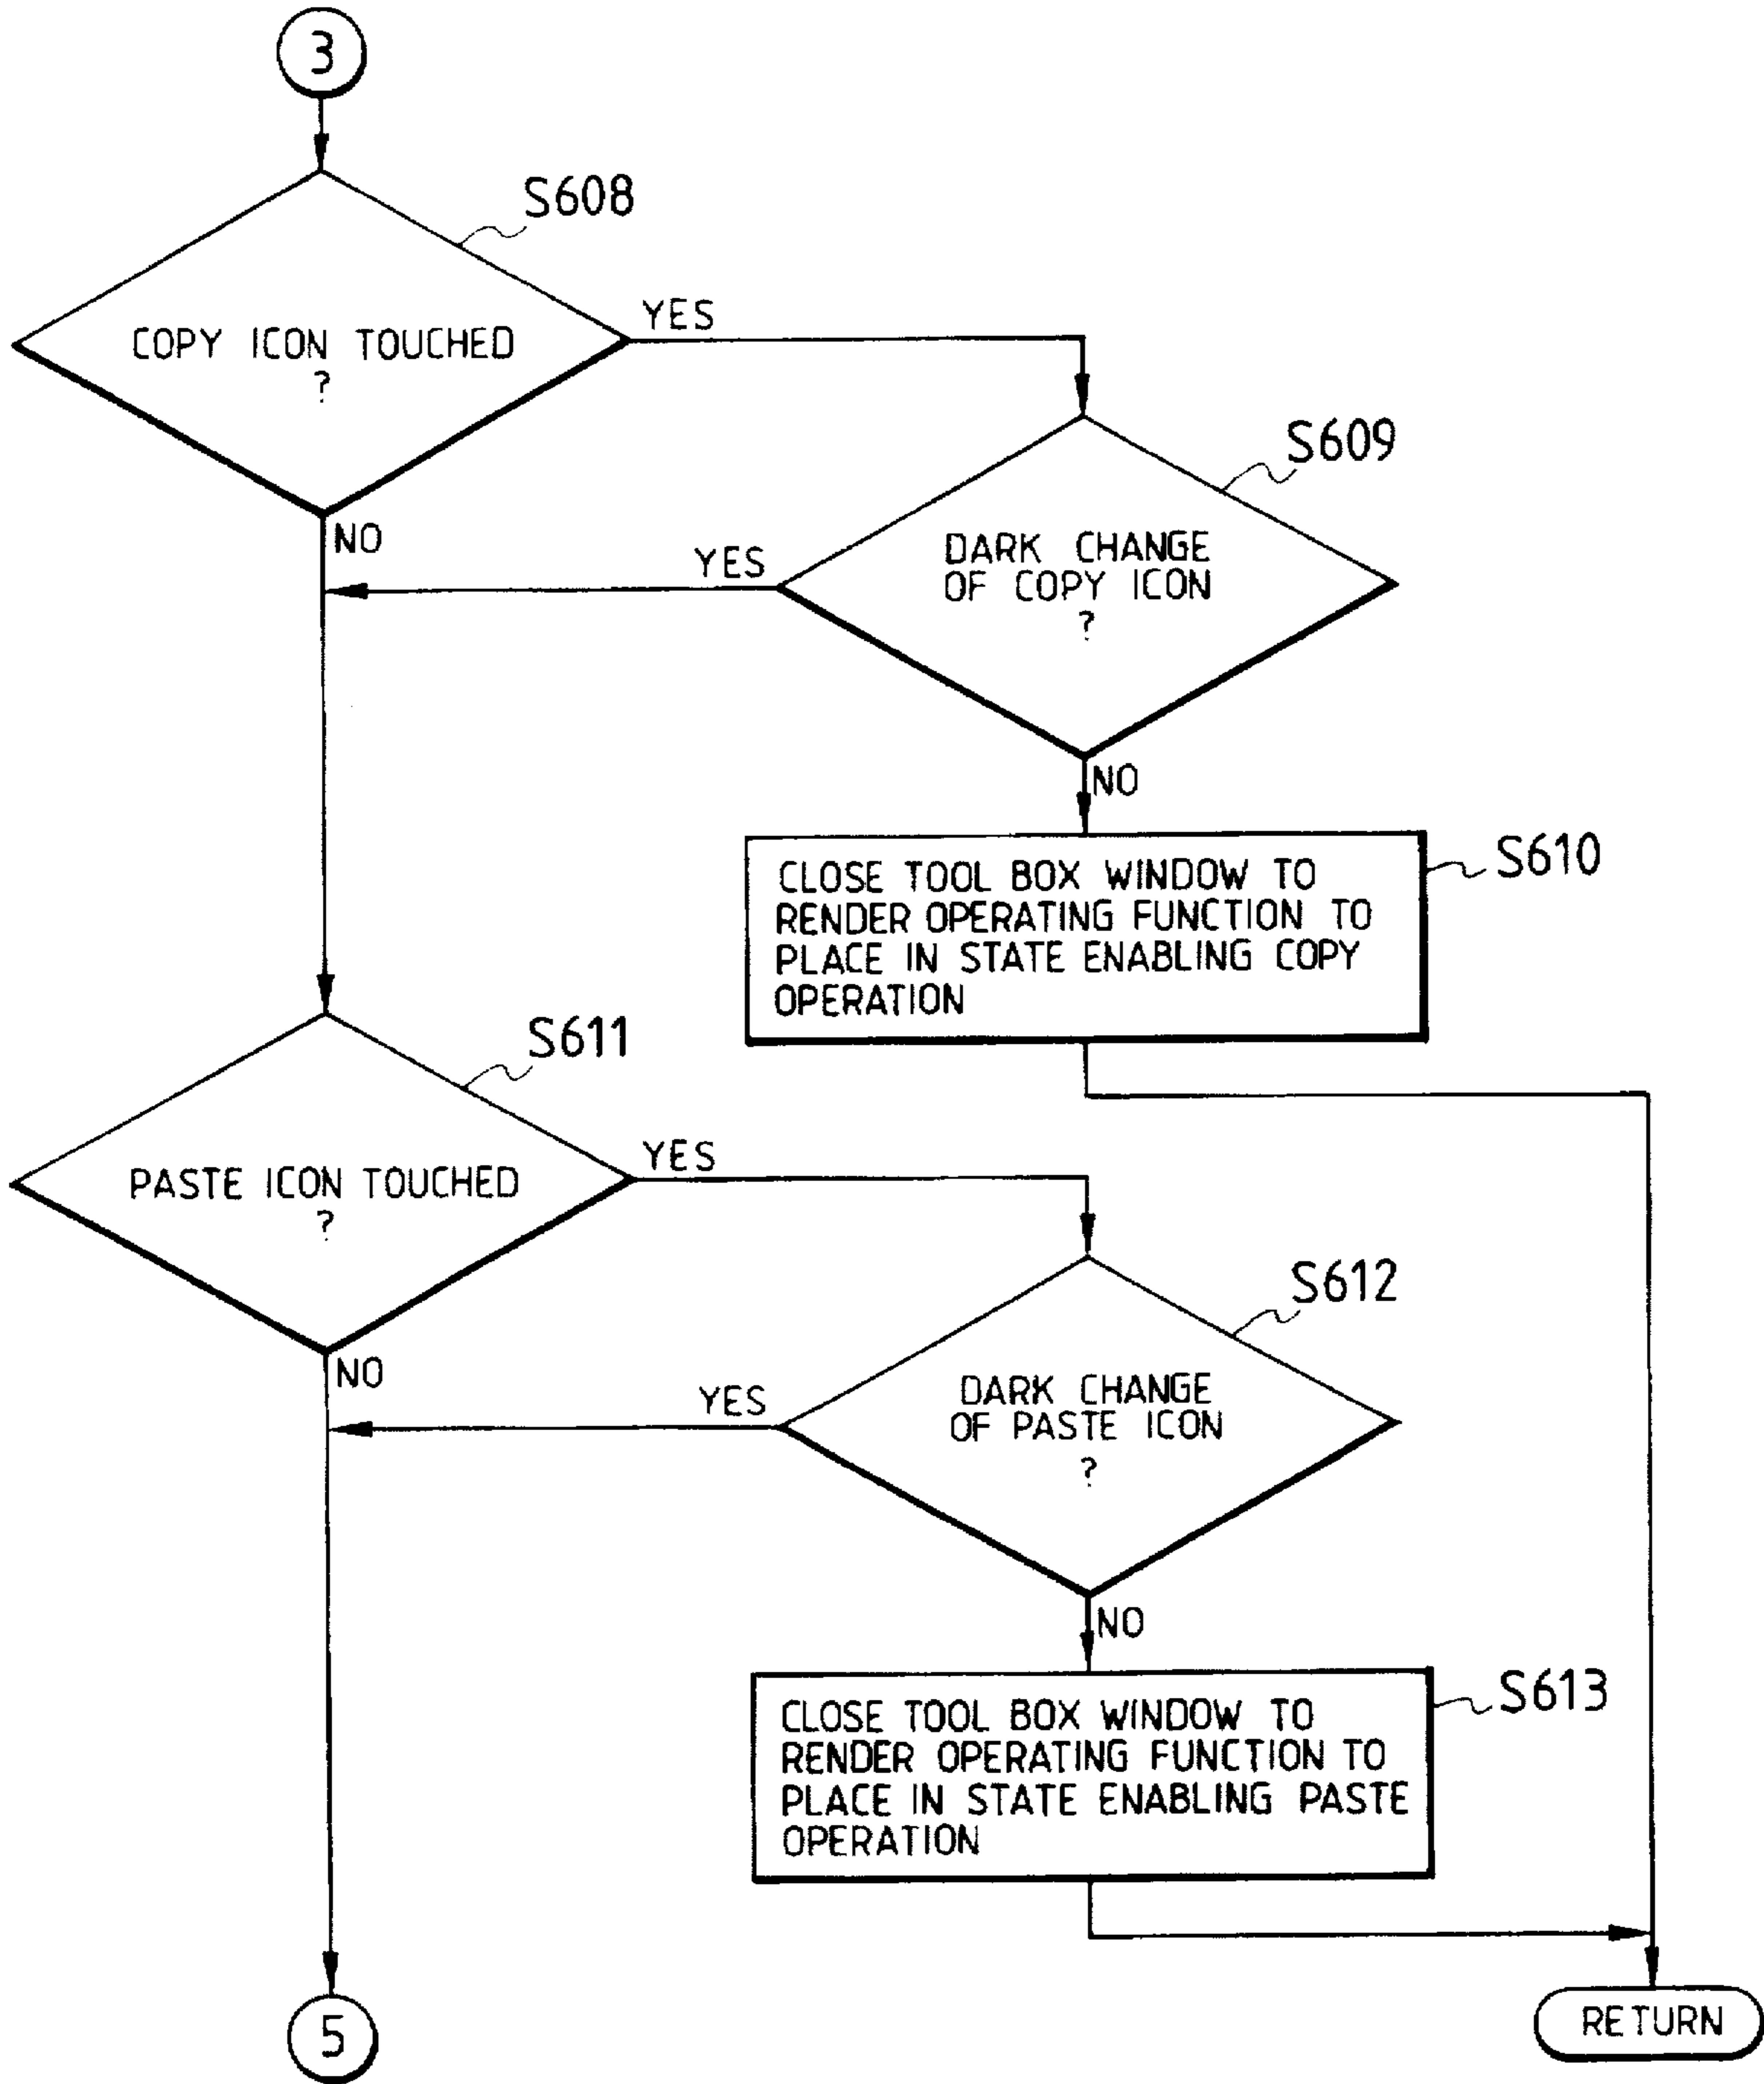 3
S608
COPY ICON TOUCHED
?
YES
NO
S609
DARK CHANGE
OF COPY ICON
?
YES
NO
S610
CLOSE TOOL BOX WINDOW TO
RENDER OPERATING FUNCTION TO
PLACE IN STATE ENABLING COPY
OPERATION
S611
PASTE ICON TOUCHED
?
YES
NO
S612
DARK CHANGE
OF PASTE ICON
?
YES
NO
S613
CLOSE TOOL BOX WINDOW TO
RENDER OPERATING FUNCTION TO
PLACE IN STATE ENABLING PASTE
OPERATION
5
RETURN